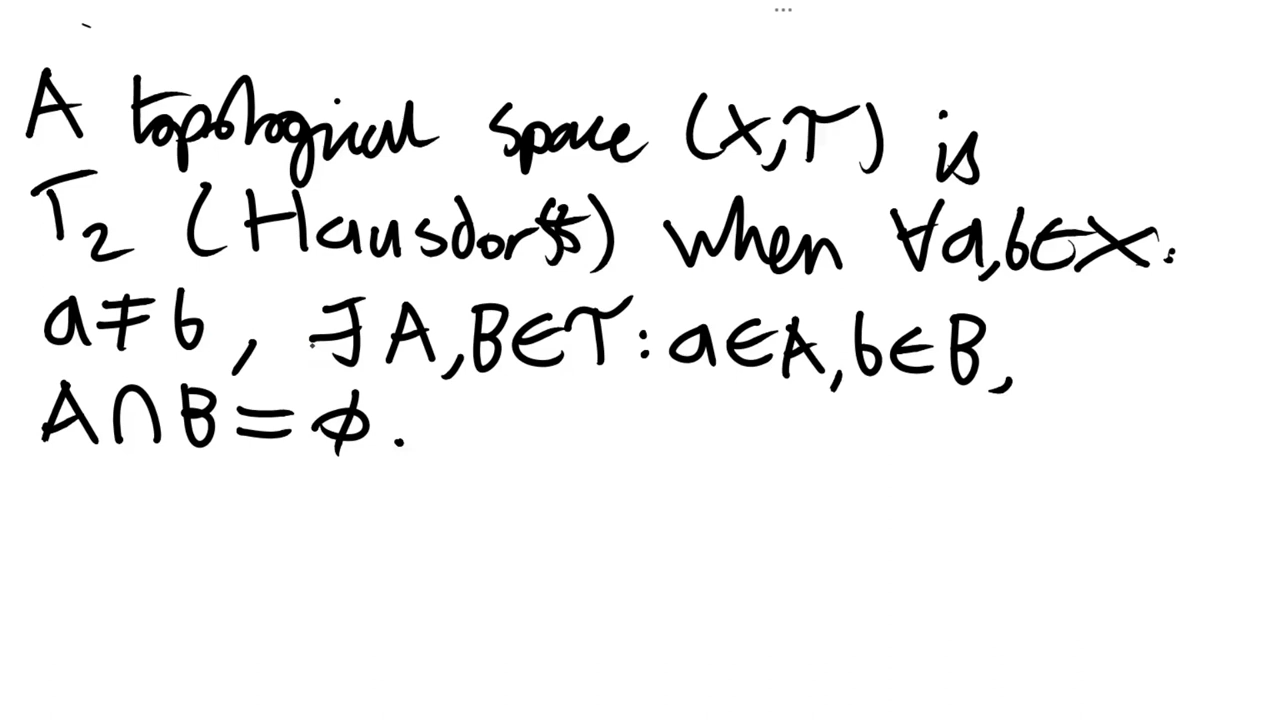 A topological space (X,τ) is
T₂ (Hausdorff) when ∀a,b∈X:
a≠b, ∃A,B∈τ: a∈A, b∈B,
A∩B=∅.